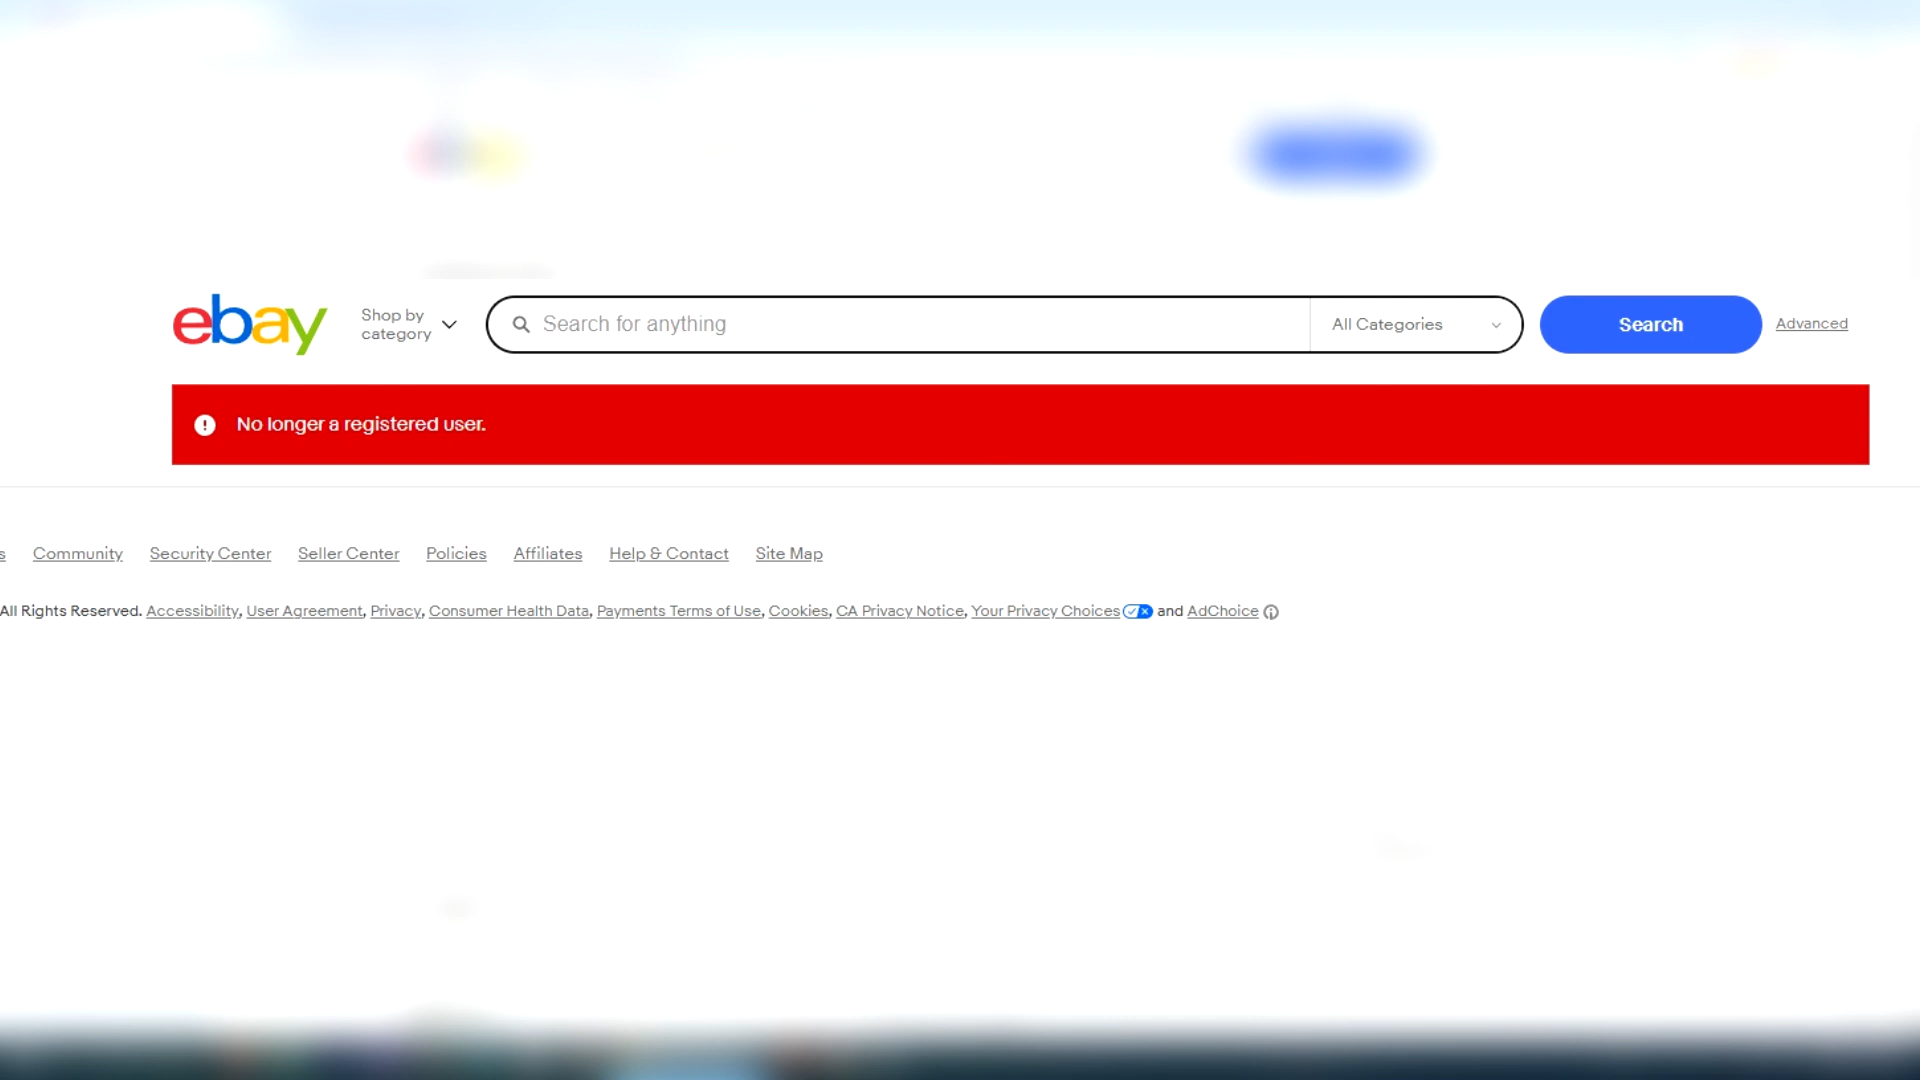 ebay
Shop by
category
Search for anything
All Categories
Search
Advanced
No longer a registered user.
s Community Security Center Seller Center Policies Affiliates Help & Contact Site Map
All Rights Reserved. Accessibility, User Agreement, Privacy, Consumer Health Data, Payments Terms of Use, Cookies, CA Privacy Notice, Your Privacy Choices and AdChoice